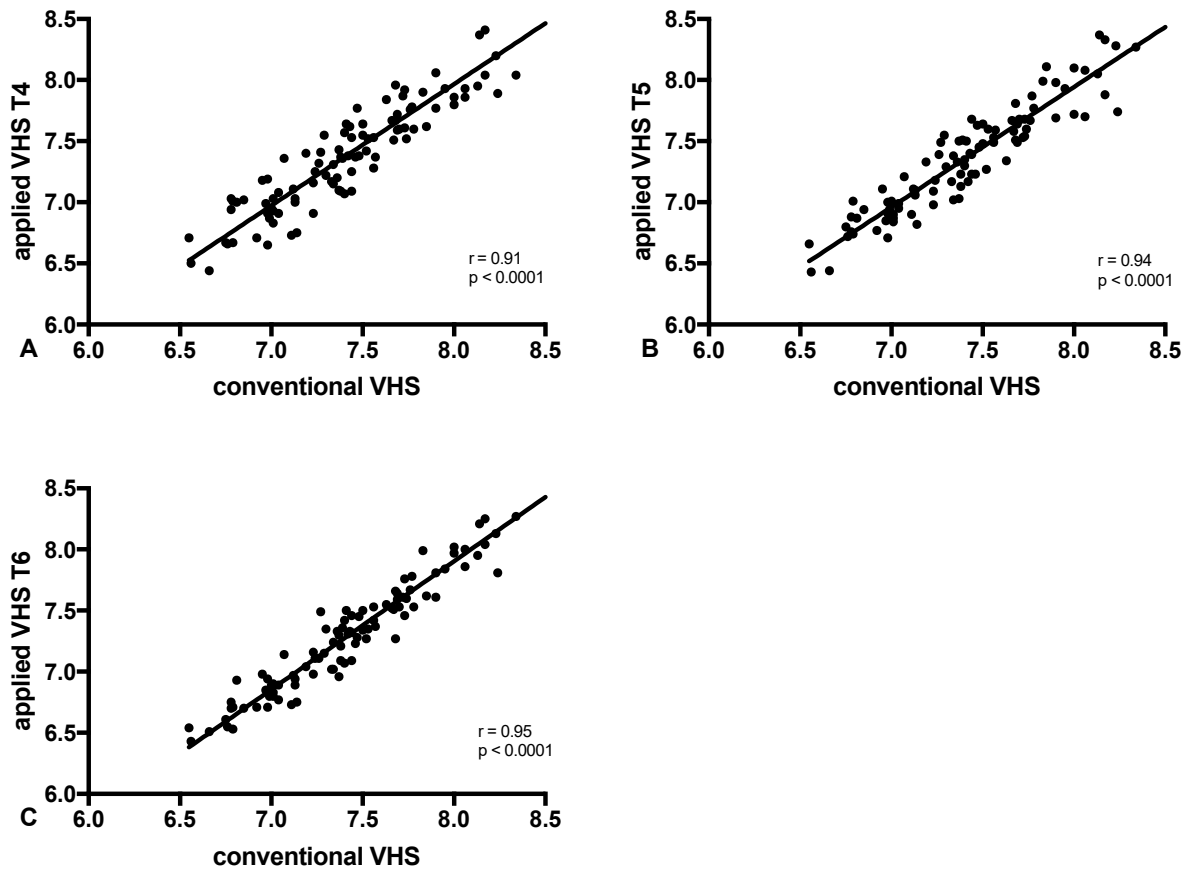 applied VHS T4
8.5
8.0
7.5
7.0
6.5
6.0
r = 0.91
p < 0.0001
A
6.0 6.5 7.0 7.5 8.0 8.5
conventional VHS
applied VHS T5
8.5
8.0
7.5
7.0
6.5
6.0
r = 0.94
p < 0.0001
B
6.0 6.5 7.0 7.5 8.0 8.5
conventional VHS
applied VHS T6
8.5
8.0
7.5
7.0
6.5
6.0
r = 0.95
p < 0.0001
C
6.0 6.5 7.0 7.5 8.0 8.5
conventional VHS